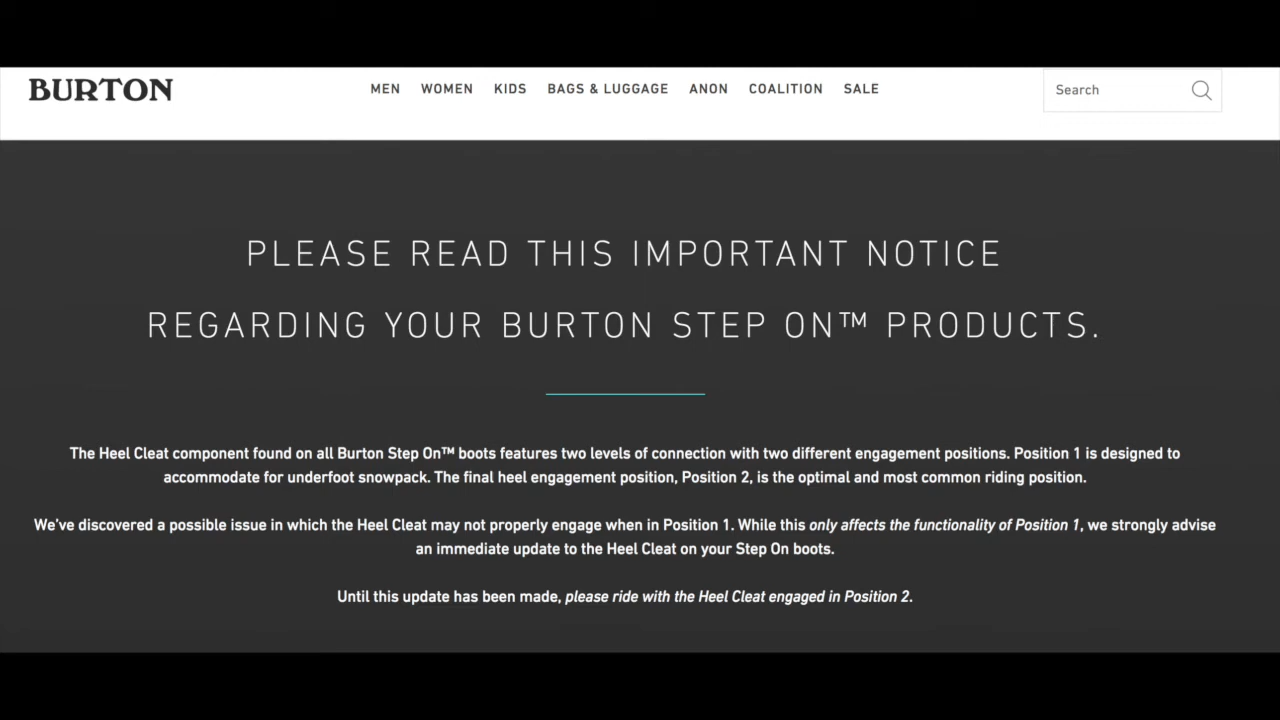 BURTON
MEN WOMEN KIDS BAGS & LUGGAGE ANON COALITION SALE
Search
PLEASE READ THIS IMPORTANT NOTICE
REGARDING YOUR BURTON STEP ON™ PRODUCTS.
The Heel Cleat component found on all Burton Step On™ boots features two levels of connection with two different engagement positions. Position 1 is designed to
accommodate for underfoot snowpack. The final heel engagement position, Position 2, is the optimal and most common riding position.
We've discovered a possible issue in which the Heel Cleat may not properly engage when in Position 1. While this only affects the functionality of Position 1, we strongly advise
an immediate update to the Heel Cleat on your Step On boots.
Until this update has been made, please ride with the Heel Cleat engaged in Position 2.